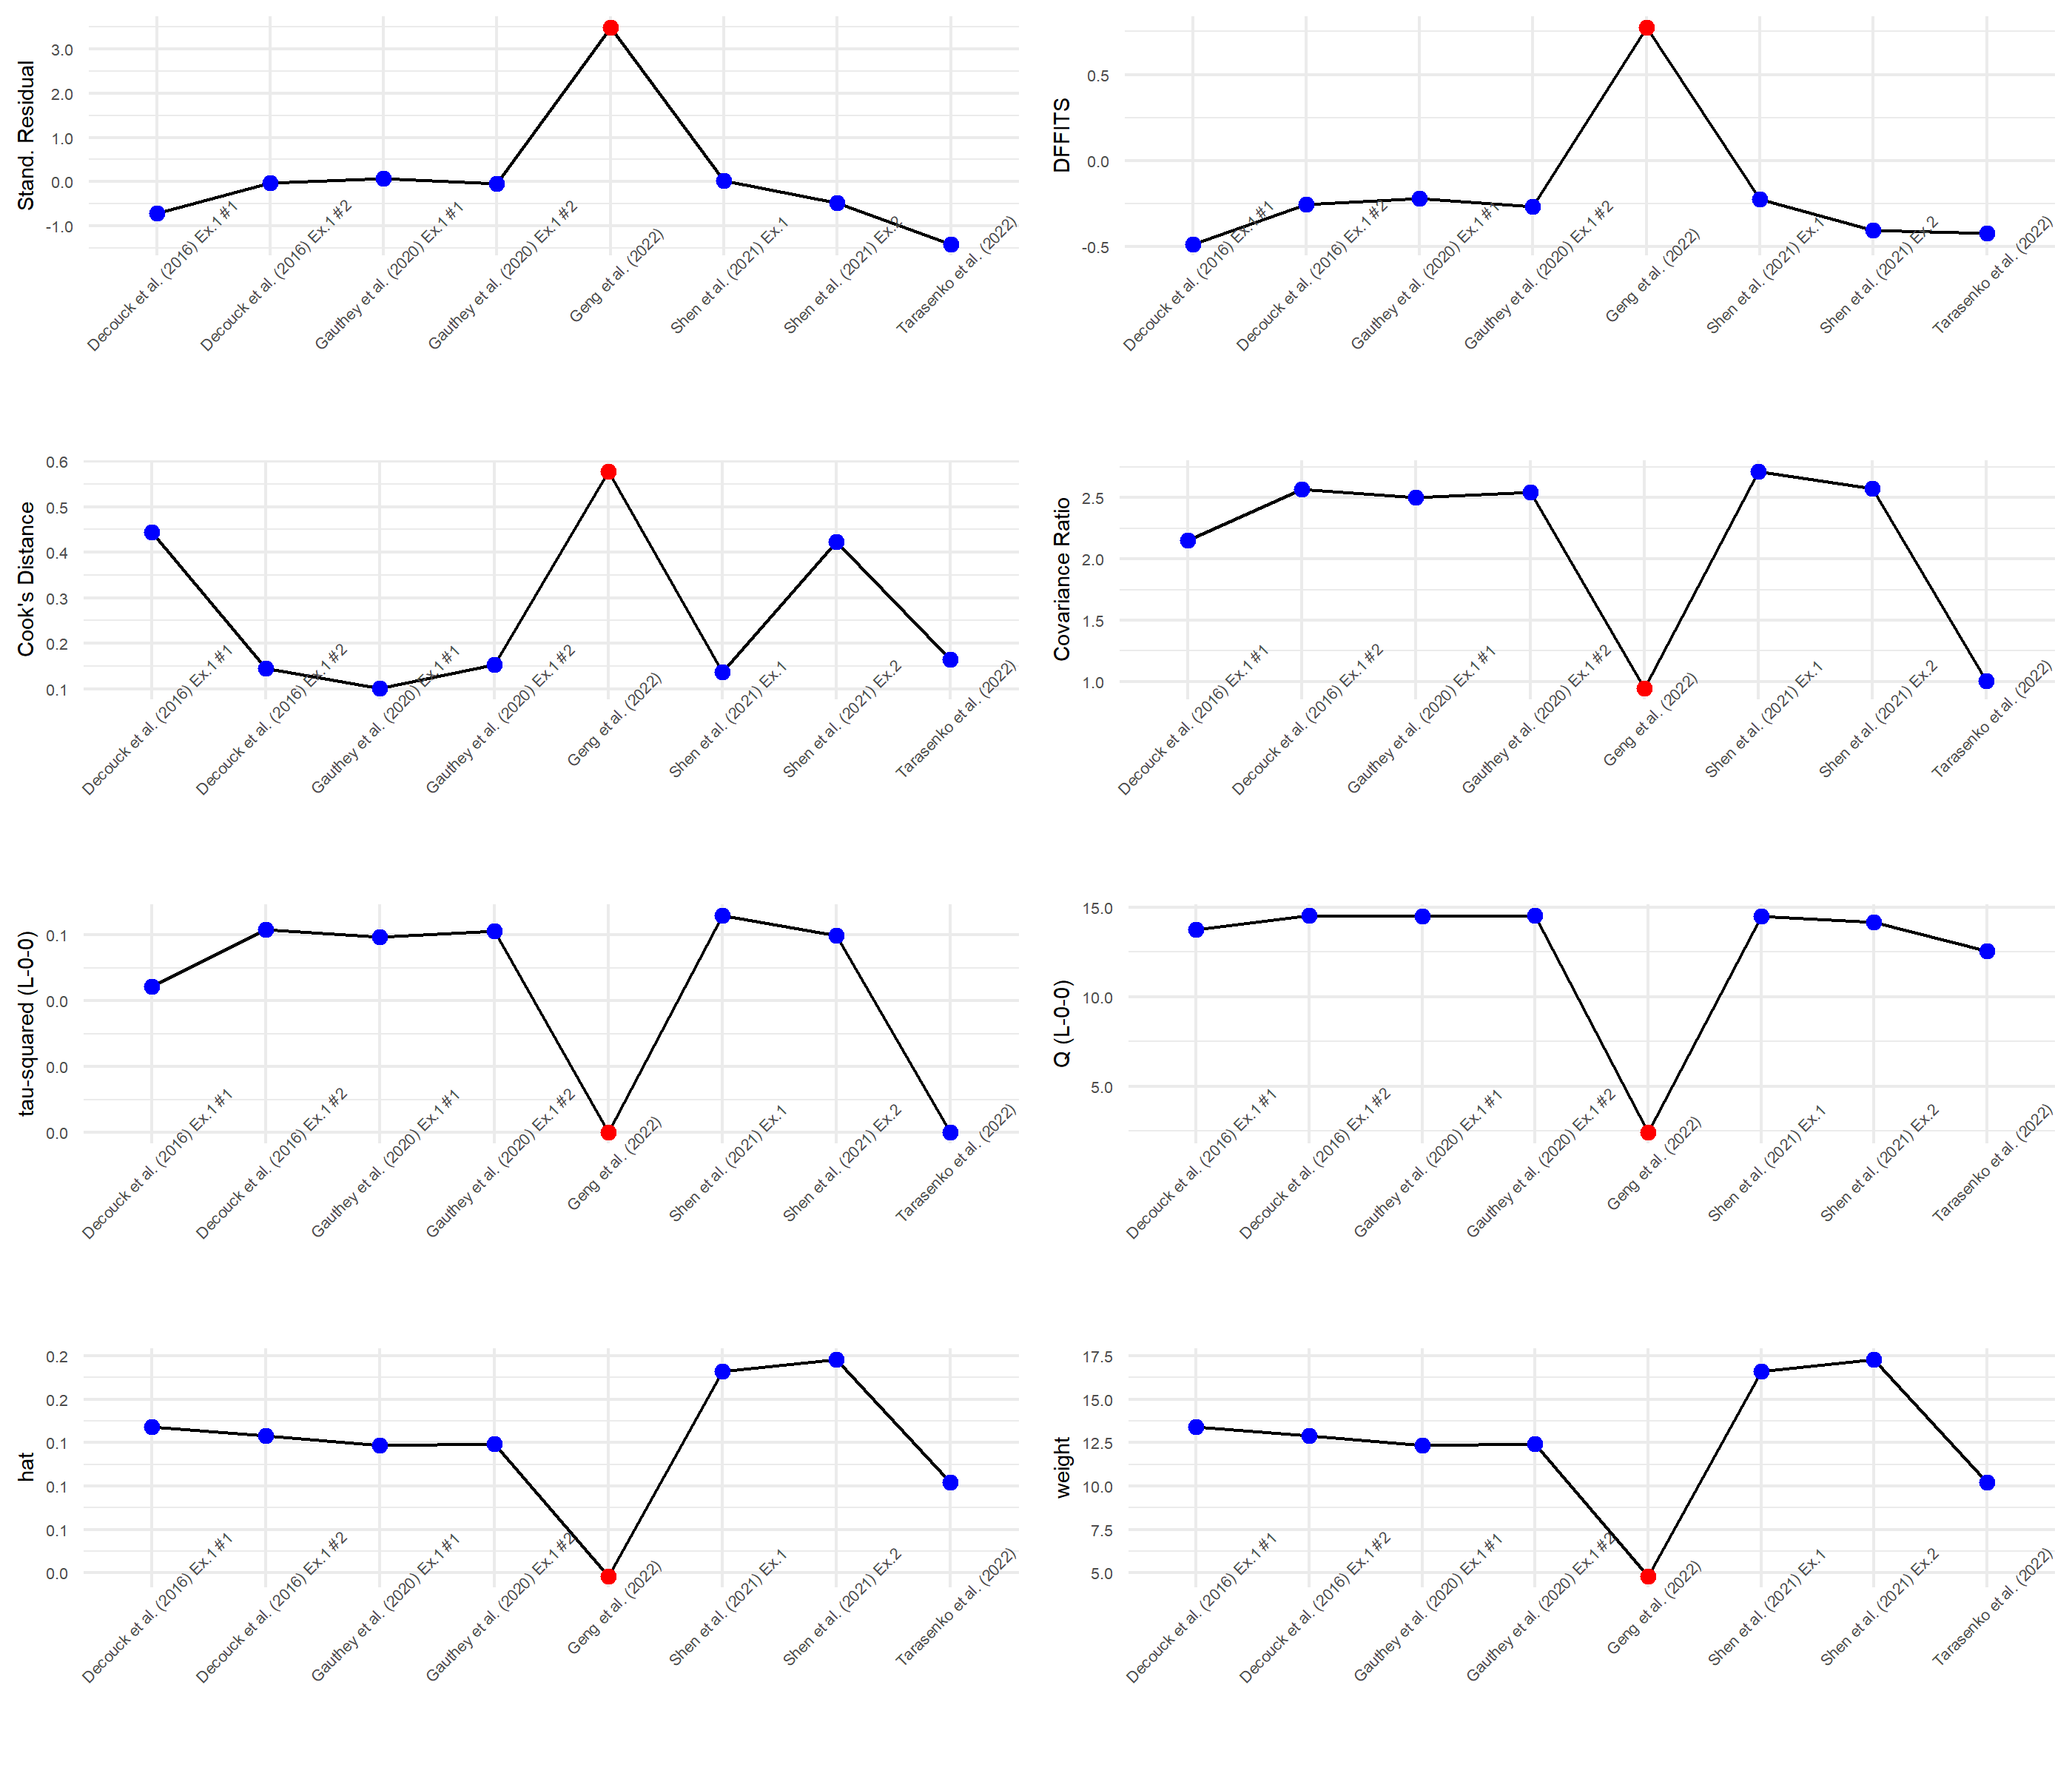 Stand. Residual
3.0
2.0
1.0
0.0
-1.0
Decouck et al. (2016) Ex.1 #1
Decouck et al. (2016) Ex.1 #2
Gauthey et al. (2020) Ex.1 #1
Gauthey et al. (2020) Ex.1 #2
Geng et al. (2022)
Shen et al. (2021) Ex.1
Shen et al. (2021) Ex.2
Tarasenko et al. (2022)
DFFITS
0.5
0.0
-0.5
Decouck et al. (2016) Ex.1 #1
Decouck et al. (2016) Ex.1 #2
Gauthey et al. (2020) Ex.1 #1
Gauthey et al. (2020) Ex.1 #2
Geng et al. (2022)
Shen et al. (2021) Ex.1
Shen et al. (2021) Ex.2
Tarasenko et al. (2022)
Cook's Distance
0.6
0.5
0.4
0.3
0.2
0.1
Decouck et al. (2016) Ex.1 #1
Decouck et al. (2016) Ex.1 #2
Gauthey et al. (2020) Ex.1 #1
Gauthey et al. (2020) Ex.1 #2
Geng et al. (2022)
Shen et al. (2021) Ex.1
Shen et al. (2021) Ex.2
Tarasenko et al. (2022)
Covariance Ratio
2.5
2.0
1.5
1.0
Decouck et al. (2016) Ex.1 #1
Decouck et al. (2016) Ex.1 #2
Gauthey et al. (2020) Ex.1 #1
Gauthey et al. (2020) Ex.1 #2
Geng et al. (2022)
Shen et al. (2021) Ex.1
Shen et al. (2021) Ex.2
Tarasenko et al. (2022)
tau-squared (L-0-0)
0.1
0.0
0.0
0.0
Decouck et al. (2016) Ex.1 #1
Decouck et al. (2016) Ex.1 #2
Gauthey et al. (2020) Ex.1 #1
Gauthey et al. (2020) Ex.1 #2
Geng et al. (2022)
Shen et al. (2021) Ex.1
Shen et al. (2021) Ex.2
Tarasenko et al. (2022)
Q (L-0-0)
15.0
10.0
5.0
Decouck et al. (2016) Ex.1 #1
Decouck et al. (2016) Ex.1 #2
Gauthey et al. (2020) Ex.1 #1
Gauthey et al. (2020) Ex.1 #2
Geng et al. (2022)
Shen et al. (2021) Ex.1
Shen et al. (2021) Ex.2
Tarasenko et al. (2022)
hat
0.2
0.2
0.1
0.1
0.1
0.0
Decouck et al. (2016) Ex.1 #1
Decouck et al. (2016) Ex.1 #2
Gauthey et al. (2020) Ex.1 #1
Gauthey et al. (2020) Ex.1 #2
Geng et al. (2022)
Shen et al. (2021) Ex.1
Shen et al. (2021) Ex.2
Tarasenko et al. (2022)
weight
17.5
15.0
12.5
10.0
7.5
5.0
Decouck et al. (2016) Ex.1 #1
Decouck et al. (2016) Ex.1 #2
Gauthey et al. (2020) Ex.1 #1
Gauthey et al. (2020) Ex.1 #2
Geng et al. (2022)
Shen et al. (2021) Ex.1
Shen et al. (2021) Ex.2
Tarasenko et al. (2022)